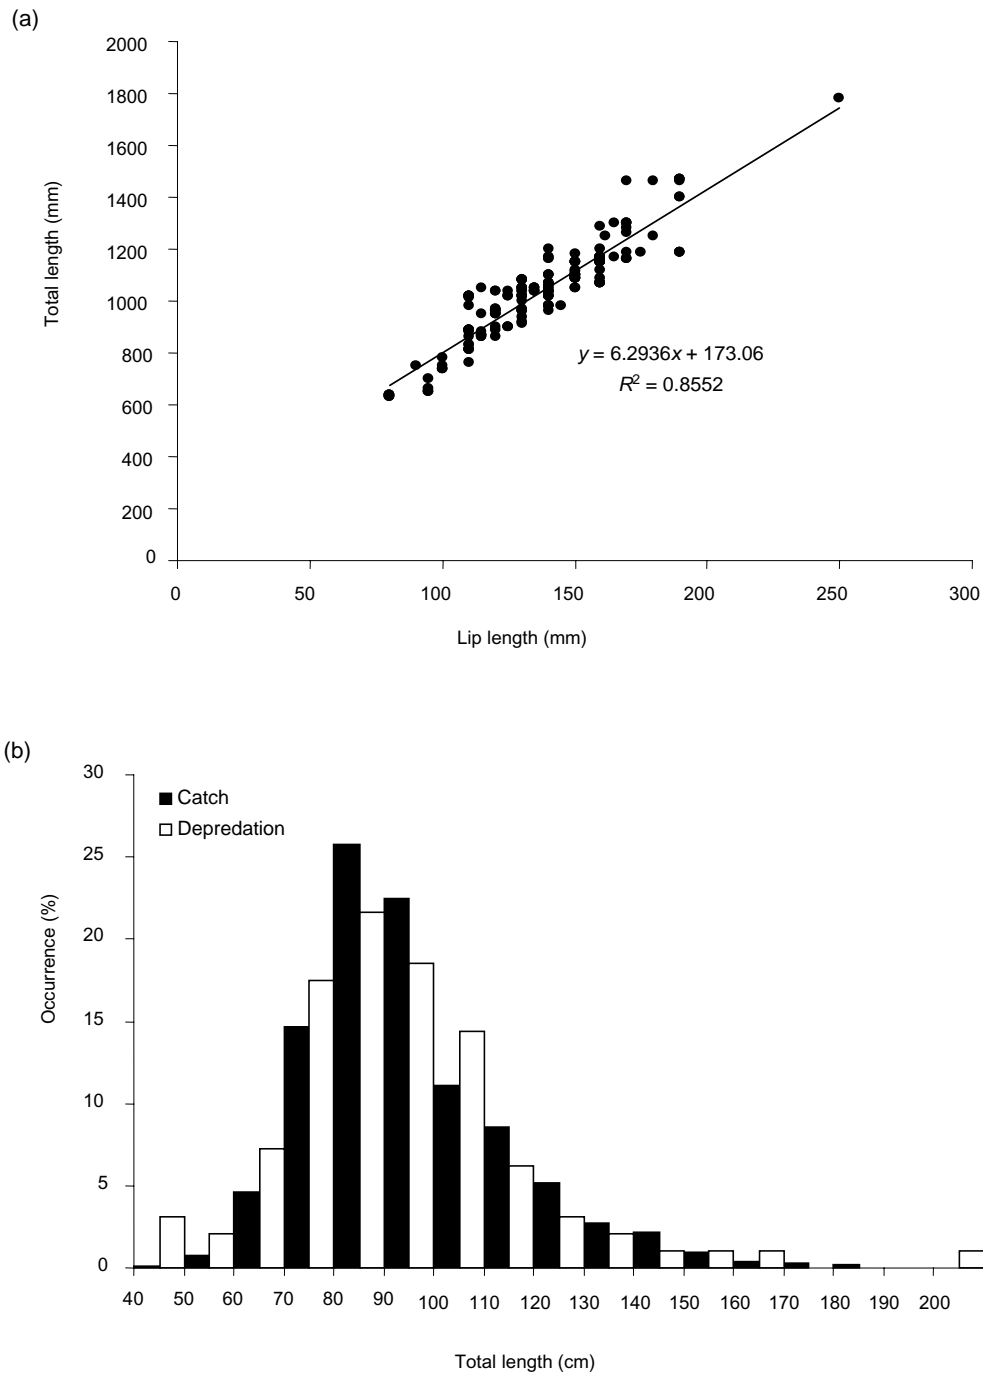 (a)
2000
1800
1600
1400
1200
1000
800
600
400
200
0
Total length (mm)
y = 6.2936x + 173.06
R² = 0.8552
0 50 100 150 200 250 300
Lip length (mm)
(b)
30
25
20
15
10
5
0
Occurrence (%)
Catch
Depredation
40 50 60 70 80 90 100 110 120 130 140 150 160 170 180 190 200
Total length (cm)